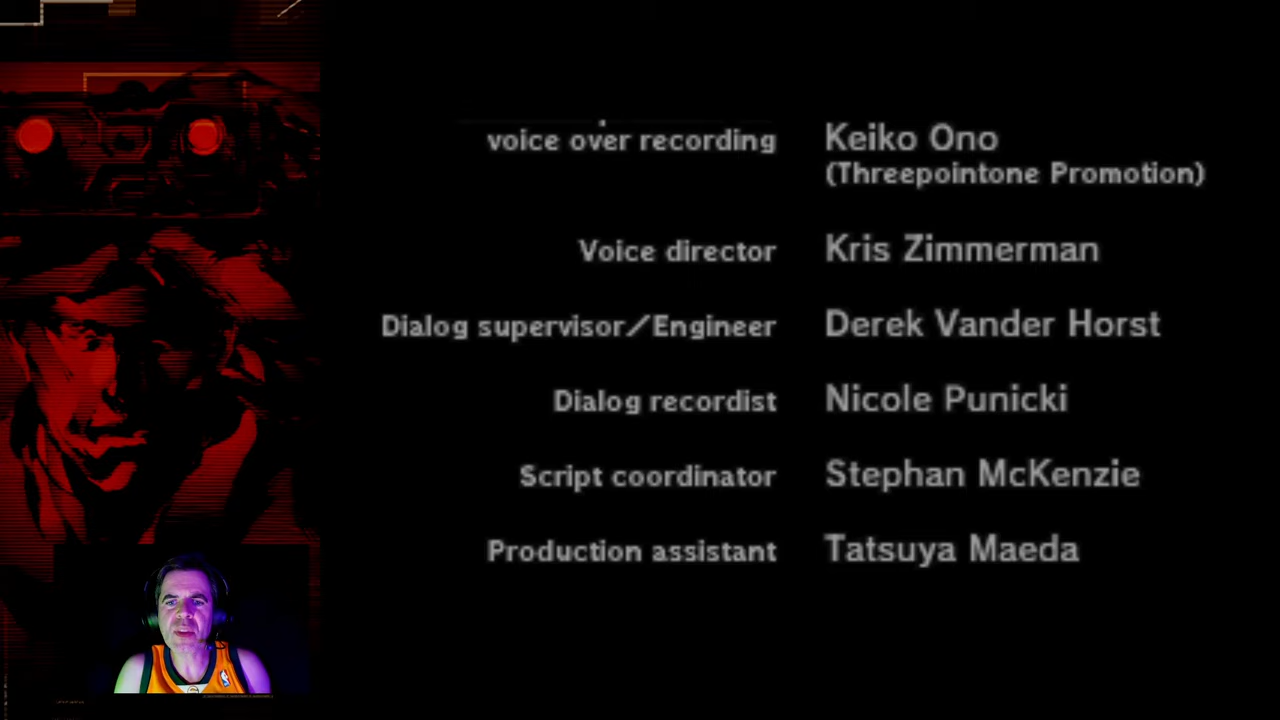 voice over recording Keiko Ono
(Threepointone Promotion)
Voice director Kris Zimmerman
Dialog supervisor/Engineer Derek Vander Horst
Dialog recordist Nicole Punicki
Script coordinator Stephan McKenzie
Production assistant Tatsuya Maeda